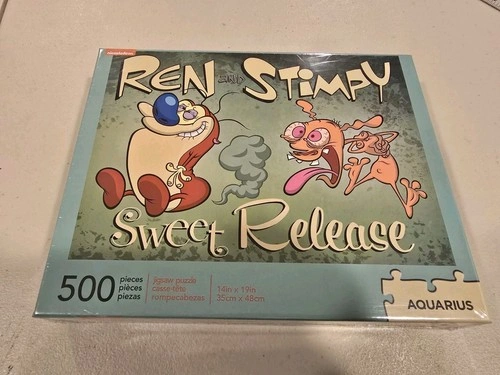 REN AND STIMPY
Sweet Release
500 pieces
pièces
piezas
jigsaw puzzle
casse-tête
rompecabezas
14in x 19in
35cm x 48cm
AQUARIUS